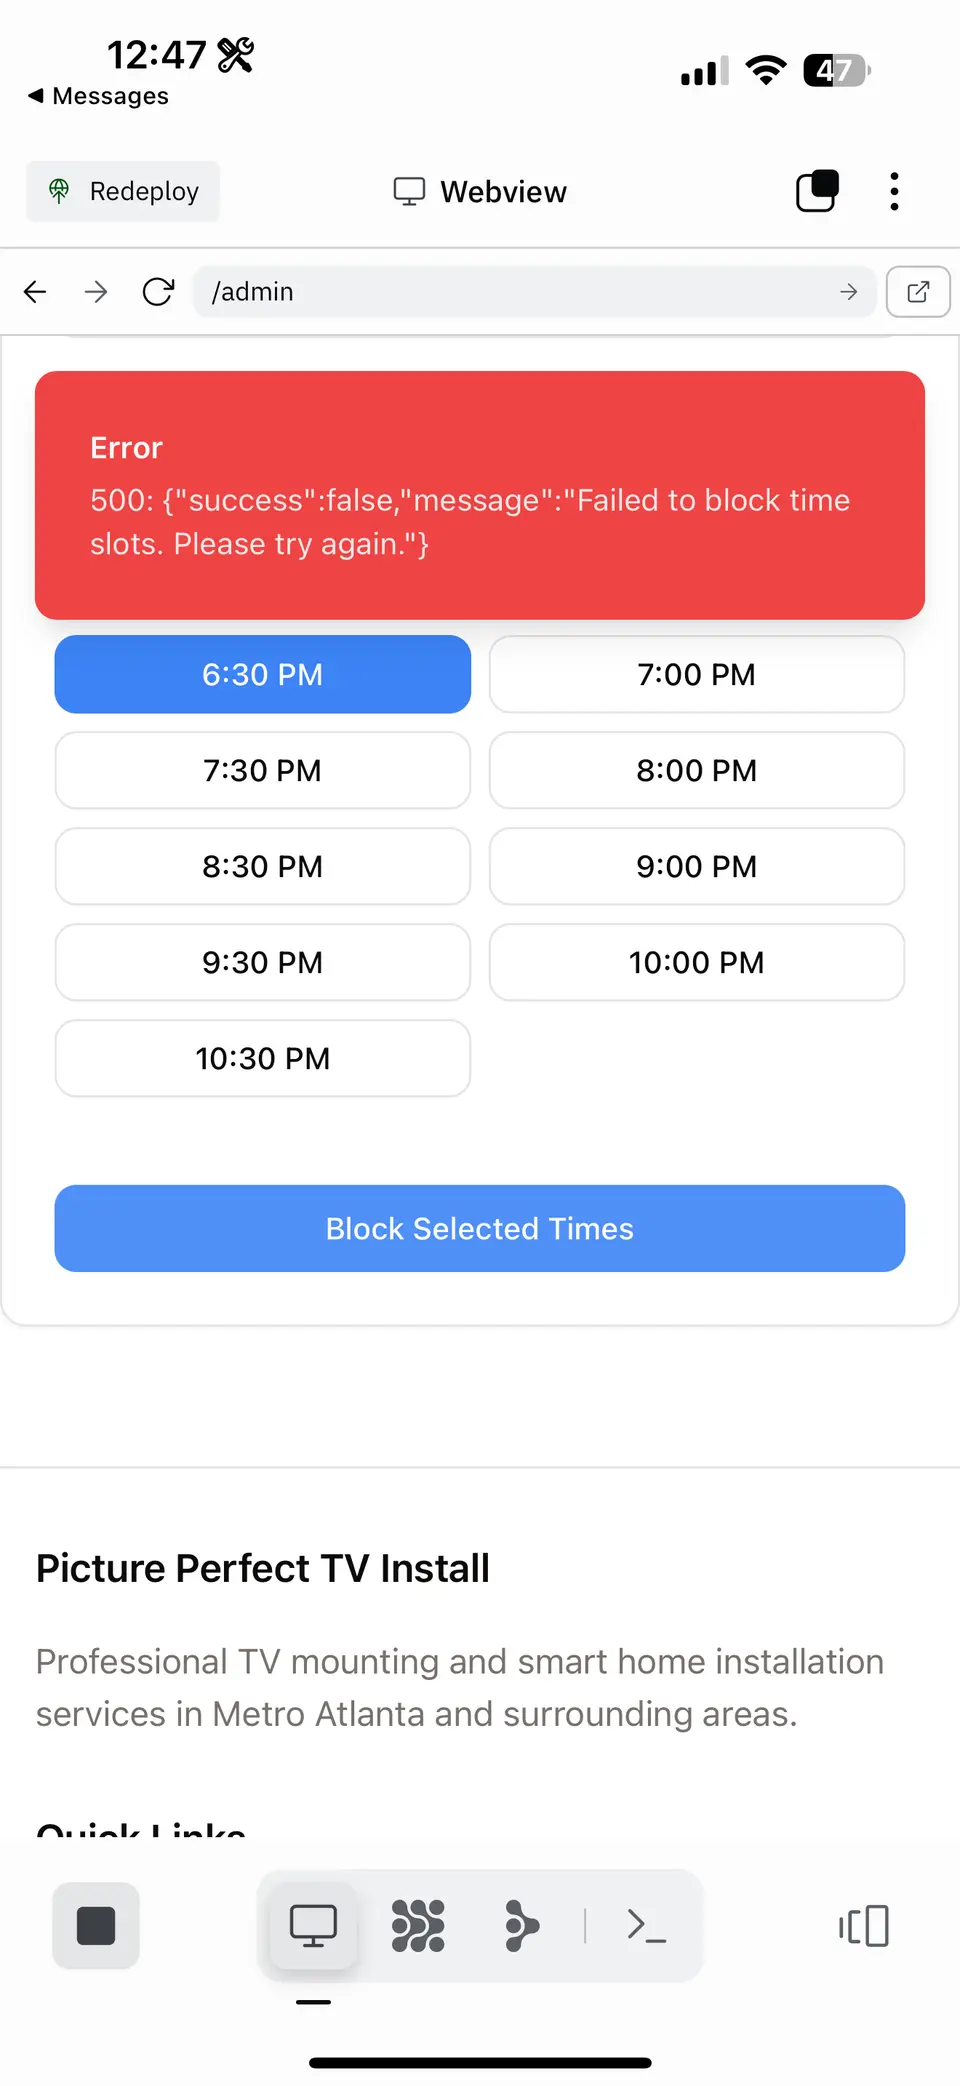 12:47
47
Messages
Redeploy
Webview
/admin
Error
500: {"success":false,"message":"Failed to block time
slots. Please try again."}
6:30 PM
7:00 PM
7:30 PM
8:00 PM
8:30 PM
9:00 PM
9:30 PM
10:00 PM
10:30 PM
Block Selected Times
Picture Perfect TV Install
Professional TV mounting and smart home installation
services in Metro Atlanta and surrounding areas.
Quick Links